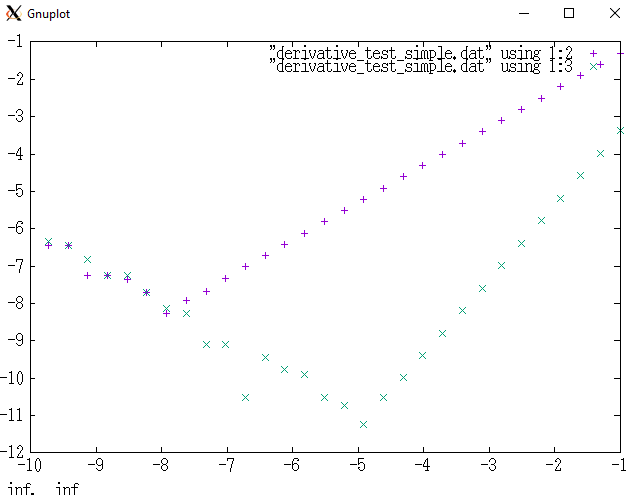 Gnuplot
"derivative_test_simple.dat" using 1:2
"derivative_test_simple.dat" using 1:3
-1
-2
-3
-4
-5
-6
-7
-8
-9
-10
-11
-12
-10 -9 -8 -7 -6 -5 -4 -3 -2 -1
inf, inf